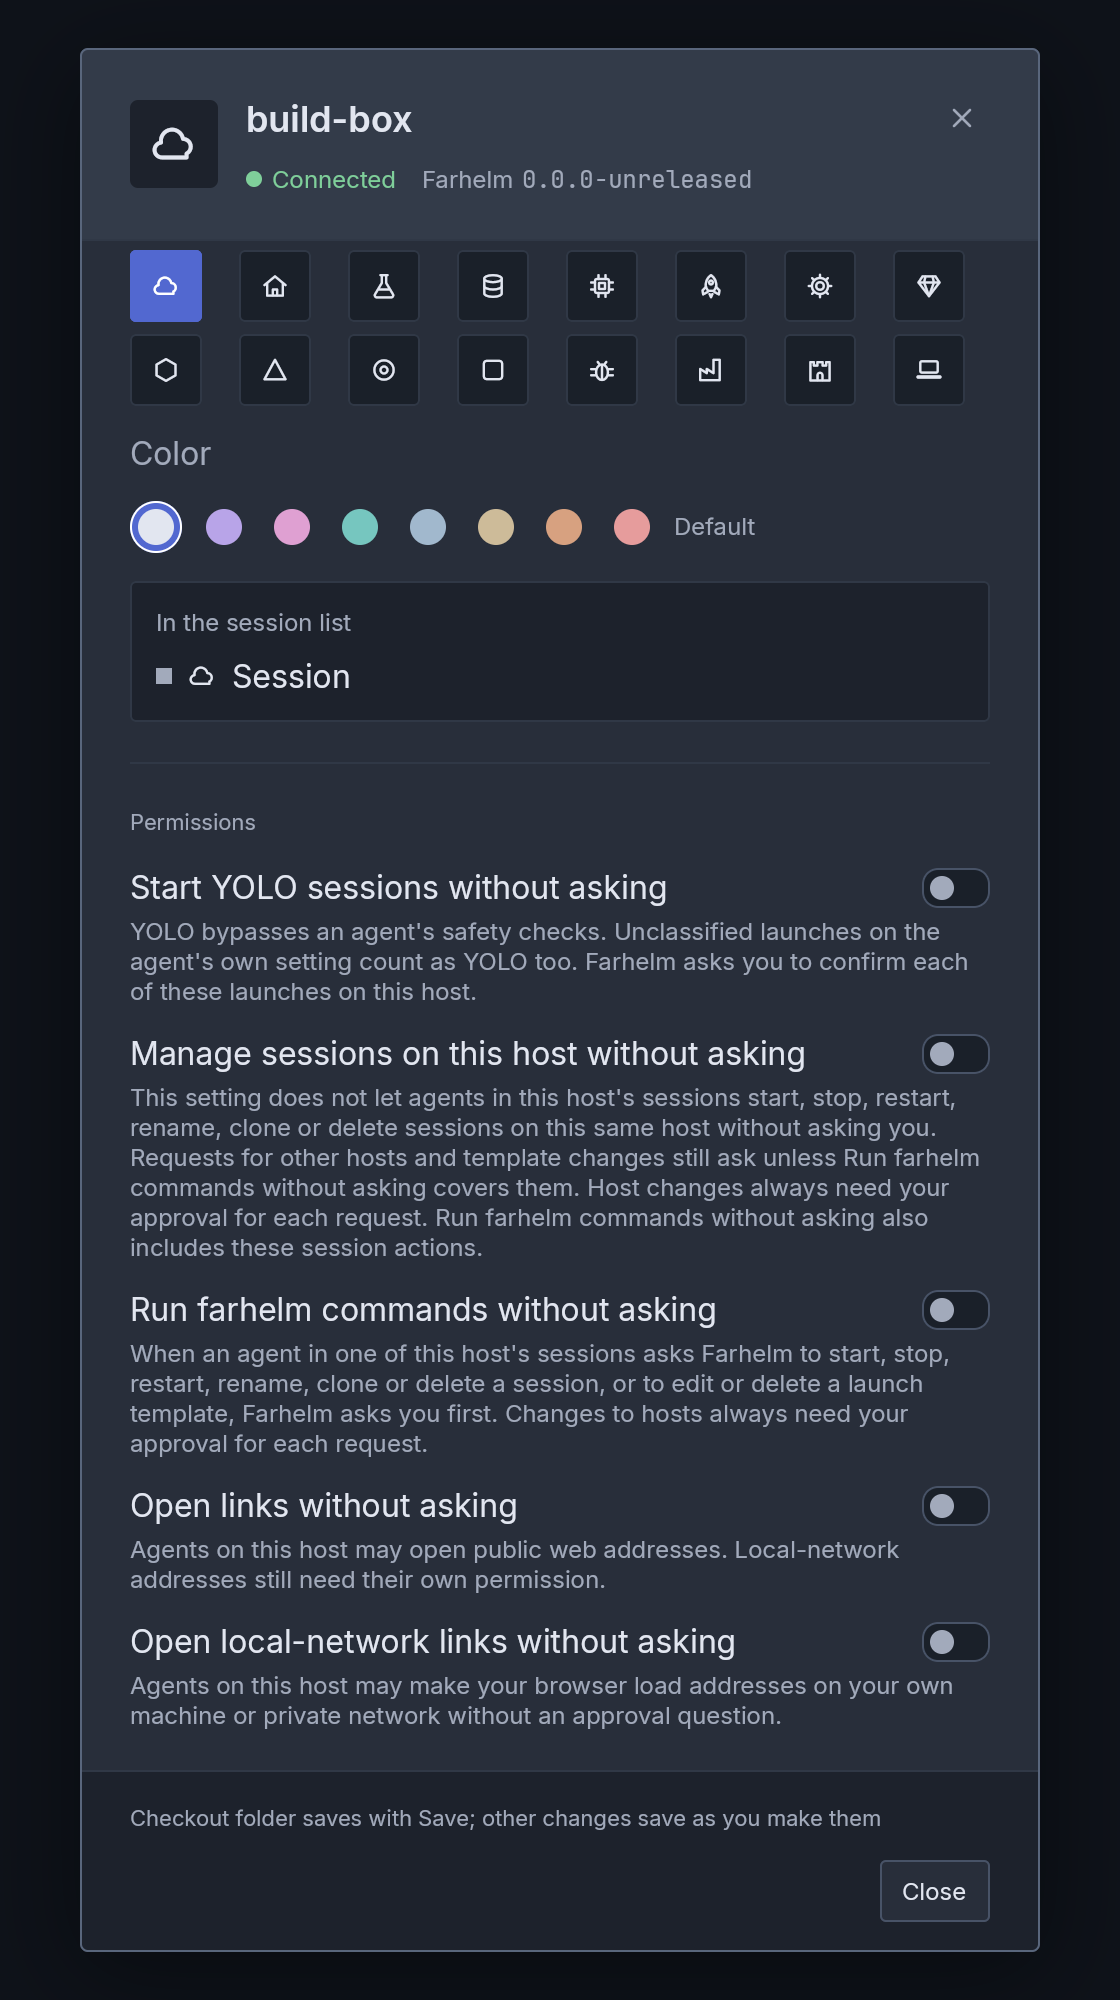 build-box
Connected Farhelm 0.0.0-unreleased
Color
Default
In the session list
Session
Permissions
Start YOLO sessions without asking
YOLO bypasses an agent's safety checks. Unclassified launches on the
agent's own setting count as YOLO too. Farhelm asks you to confirm each
of these launches on this host.
Manage sessions on this host without asking
This setting does not let agents in this host's sessions start, stop, restart,
rename, clone or delete sessions on this same host without asking you.
Requests for other hosts and template changes still ask unless Run farhelm
commands without asking covers them. Host changes always need your
approval for each request. Run farhelm commands without asking also
includes these session actions.
Run farhelm commands without asking
When an agent in one of this host's sessions asks Farhelm to start, stop,
restart, rename, clone or delete a session, or to edit or delete a launch
template, Farhelm asks you first. Changes to hosts always need your
approval for each request.
Open links without asking
Agents on this host may open public web addresses. Local-network
addresses still need their own permission.
Open local-network links without asking
Agents on this host may make your browser load addresses on your own
machine or private network without an approval question.
Checkout folder saves with Save; other changes save as you make them
Close